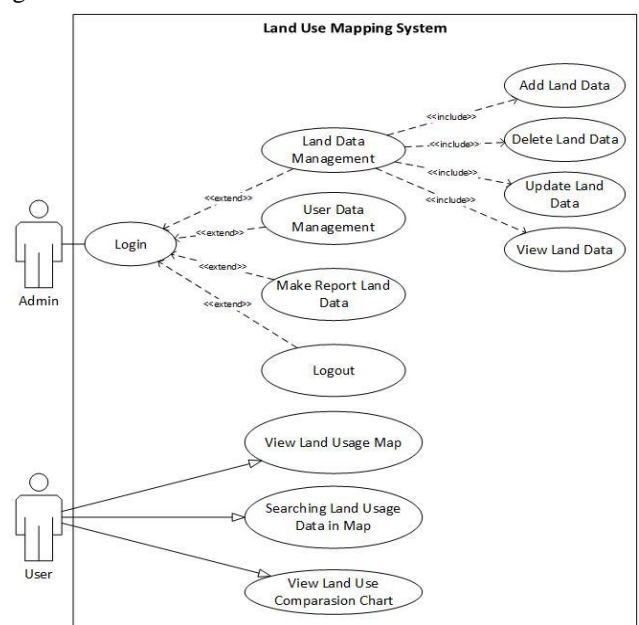 Land Use Mapping System
Add Land Data
<<include>>
Land Data
Management
<<include>>
Delete Land Data
<<include>>
Update Land
Data
<<include>>
View Land Data
<<extend>>
User Data
Management
<<extend>>
Login
<<extend>>
Make Report Land
Data
<<extend>>
Admin
Logout
View Land Usage Map
Searching Land Usage
Data in Map
User
View Land Use
Comparasion Chart